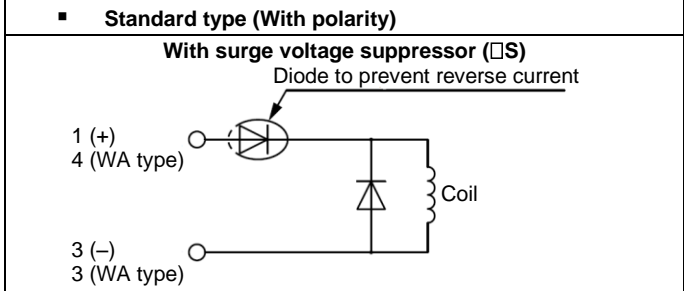 ▪ Standard type (With polarity)
With surge voltage suppressor (□S)
Diode to prevent reverse current
1 (+)
4 (WA type)
Coil
3 (–)
3 (WA type)